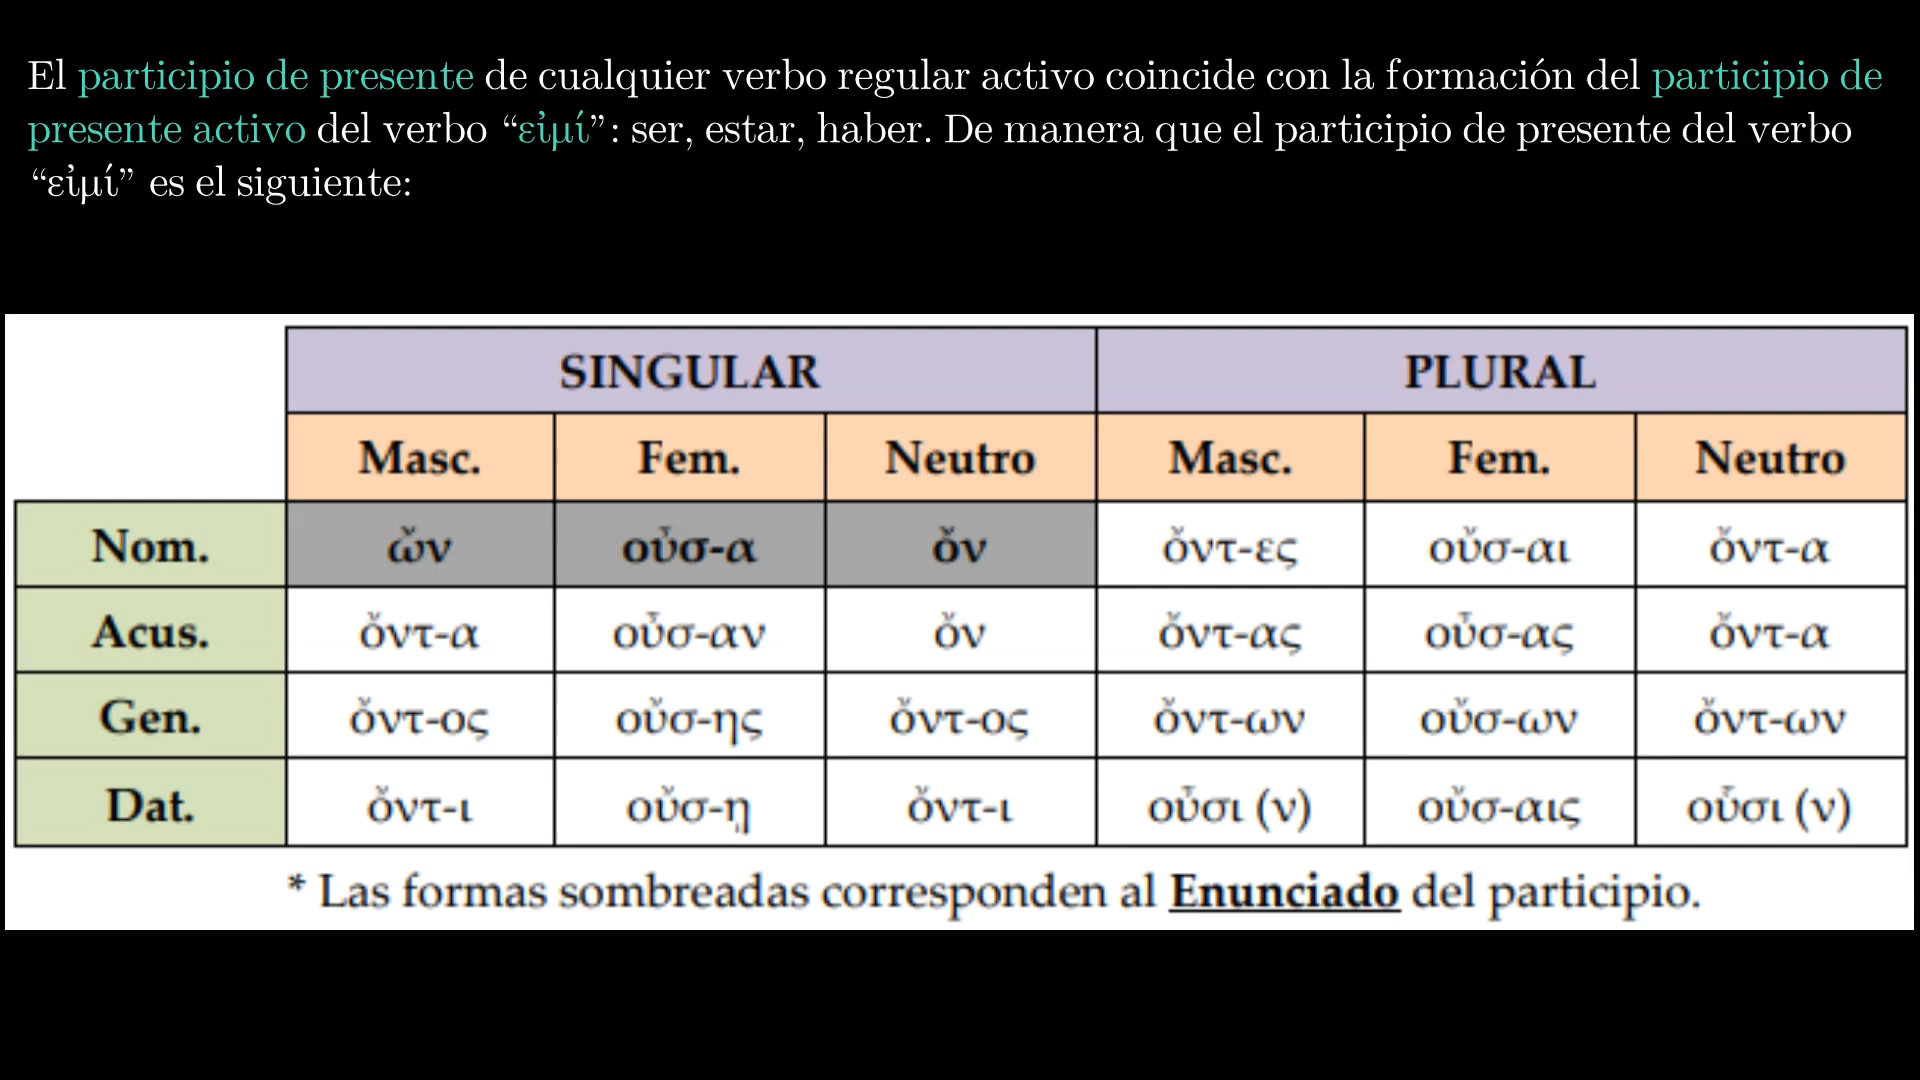 El participio de presente de cualquier verbo regular activo coincide con la formación del participio de
presente activo del verbo “εἰμί”: ser, estar, haber. De manera que el participio de presente del verbo
“εἰμί” es el siguiente:
SINGULAR PLURAL
Masc. Fem. Neutro Masc. Fem. Neutro
Nom. ὤν οὖσ-α ὄν ὄντ-ες οὔσ-αι ὄντ-α
Acus. ὄντ-α οὖσ-αν ὄν ὄντ-ας οὔσ-ας ὄντ-α
Gen. ὄντ-ος οὔσ-ης ὄντ-ος ὄντ-ων οὔσ-ων ὄντ-ων
Dat. ὄντ-ι οὔσ-ῃ ὄντ-ι οὖσι (ν) οὔσ-αις οὖσι (ν)
* Las formas sombreadas corresponden al Enunciado del participio.